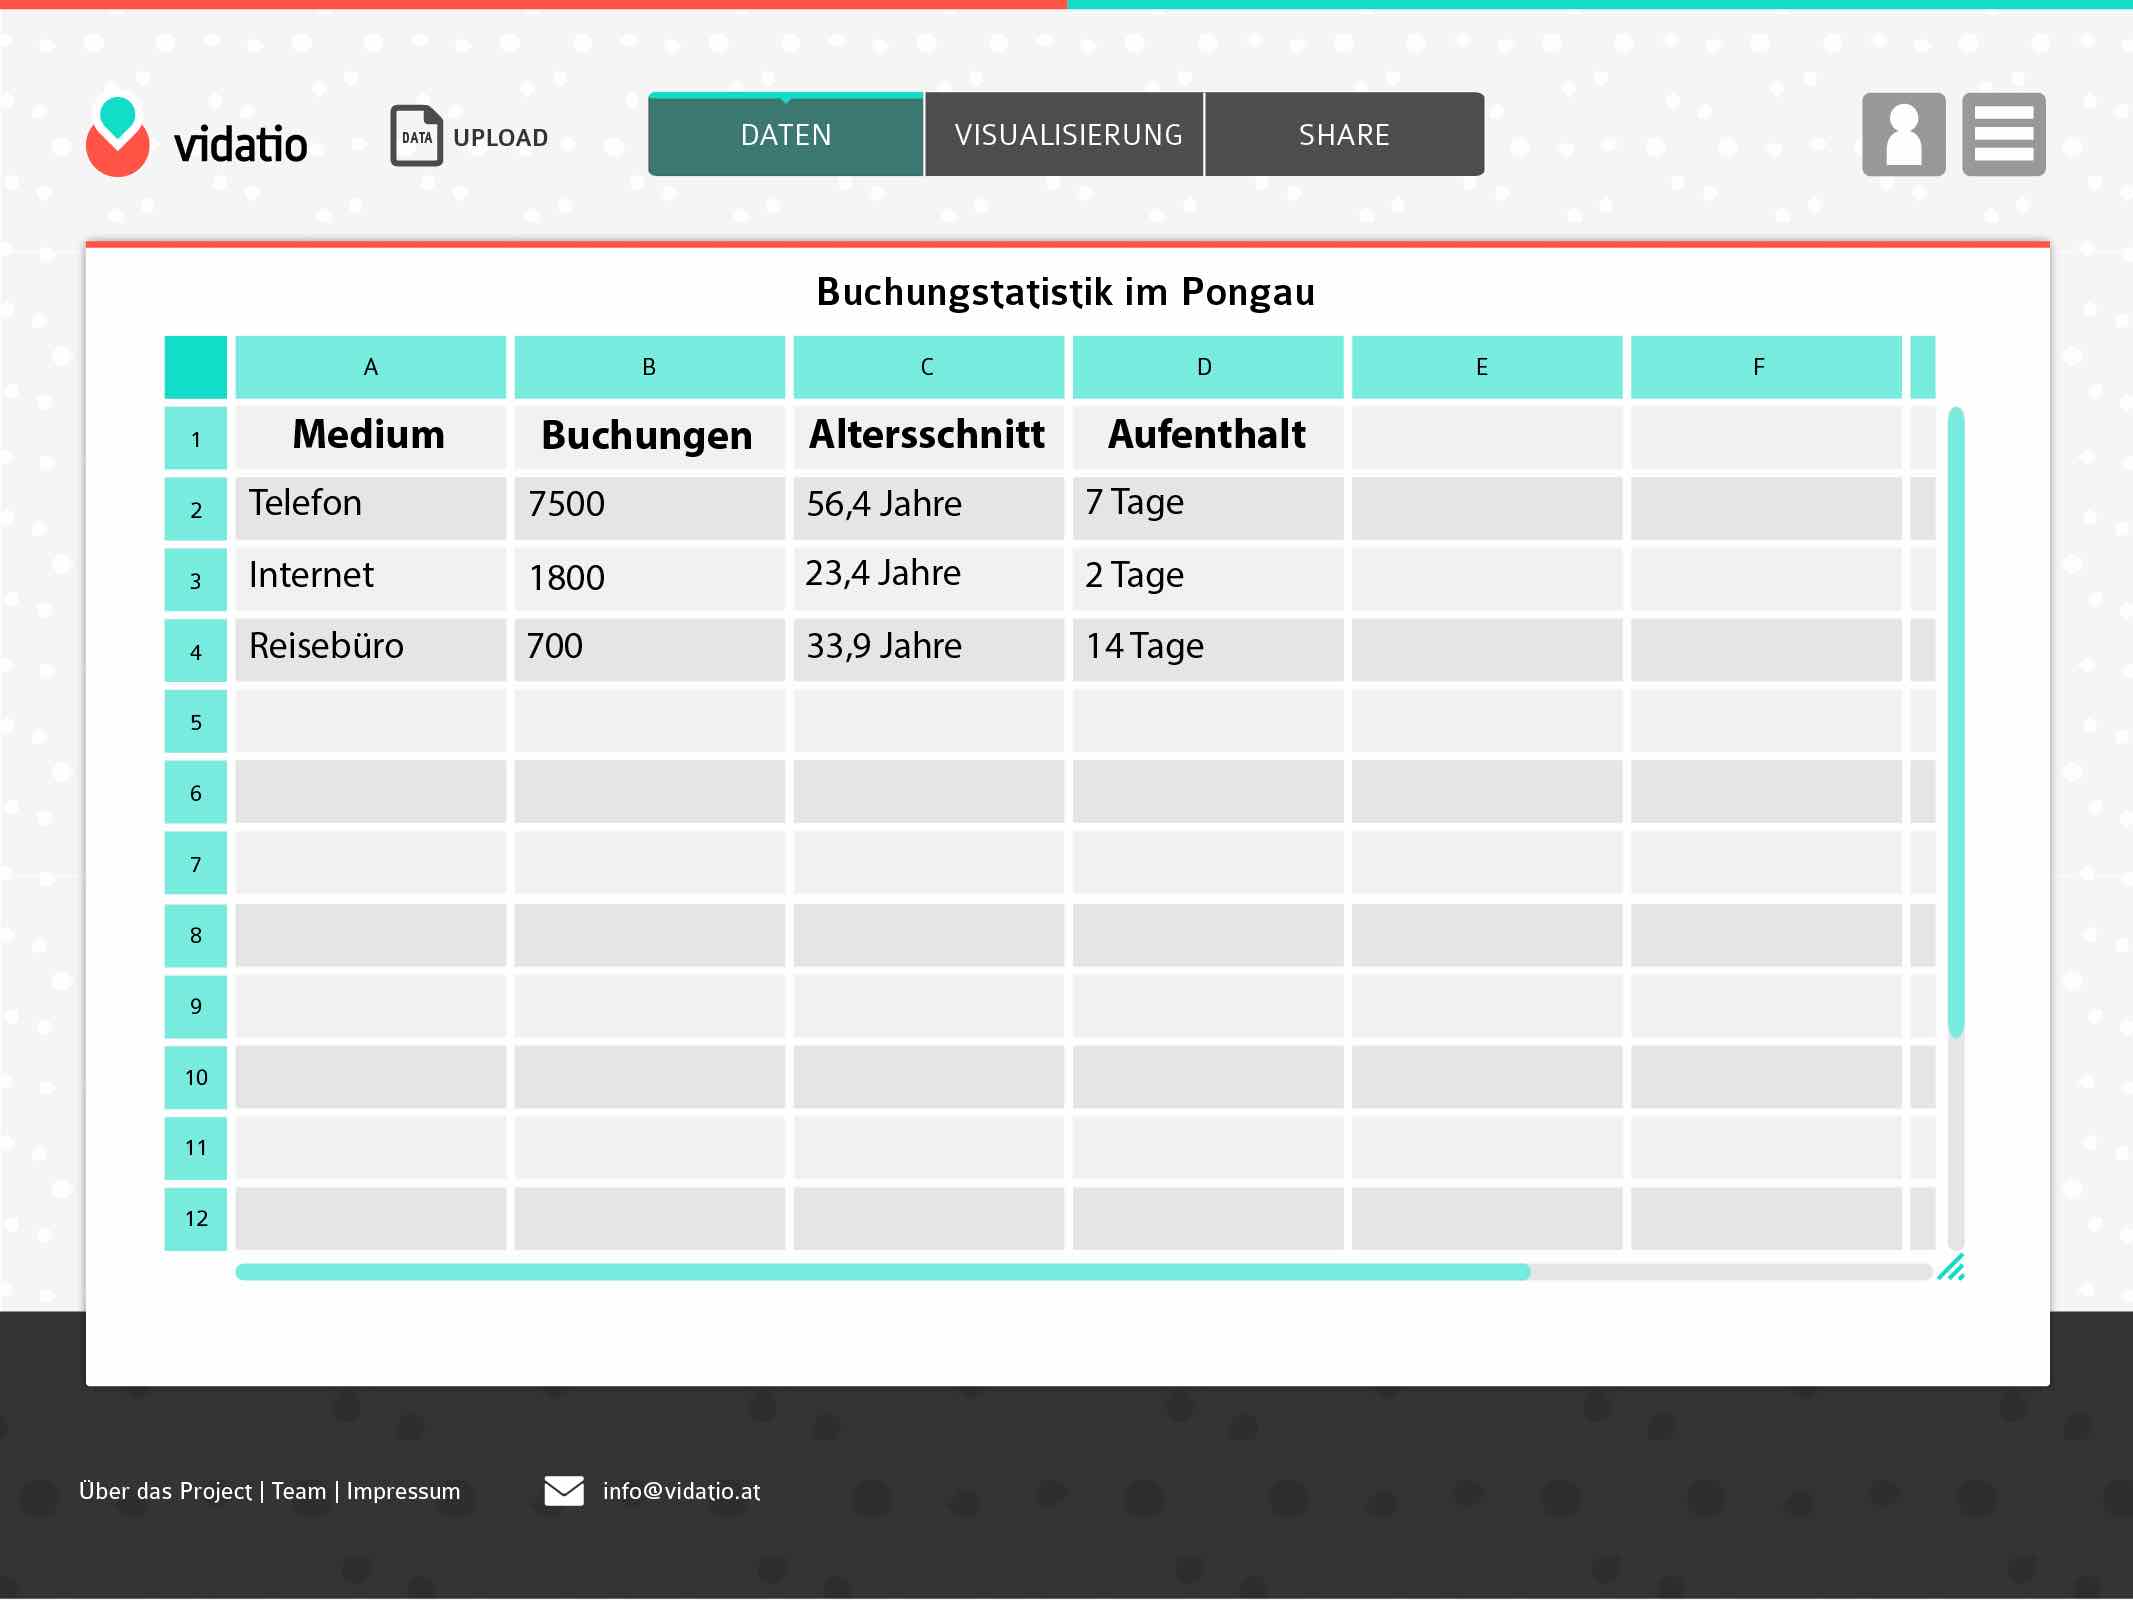 vidatio
DATA UPLOAD
DATEN VISUALISIERUNG SHARE
Buchungstatistik im Pongau
A B C D E F
1 Medium Buchungen Altersschnitt Aufenthalt
2 Telefon 7500 56,4 Jahre 7 Tage
3 Internet 1800 23,4 Jahre 2 Tage
4 Reisebüro 700 33,9 Jahre 14 Tage
5
6
7
8
9
10
11
12
Über das Project | Team | Impressum info@vidatio.at